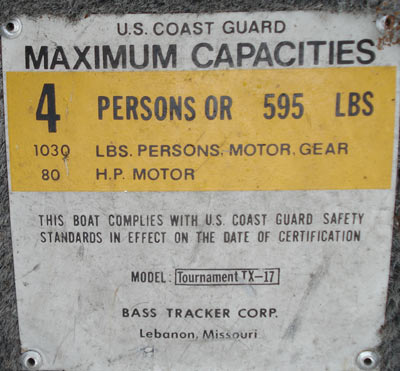 U.S. COAST GUARD
MAXIMUM CAPACITIES
4 PERSONS OR 595 LBS
1030 LBS. PERSONS, MOTOR, GEAR
80 H.P. MOTOR
THIS BOAT COMPLIES WITH U.S. COAST GUARD SAFETY
STANDARDS IN EFFECT ON THE DATE OF CERTIFICATION
MODEL: Tournament TX-17
BASS TRACKER CORP.
Lebanon, Missouri